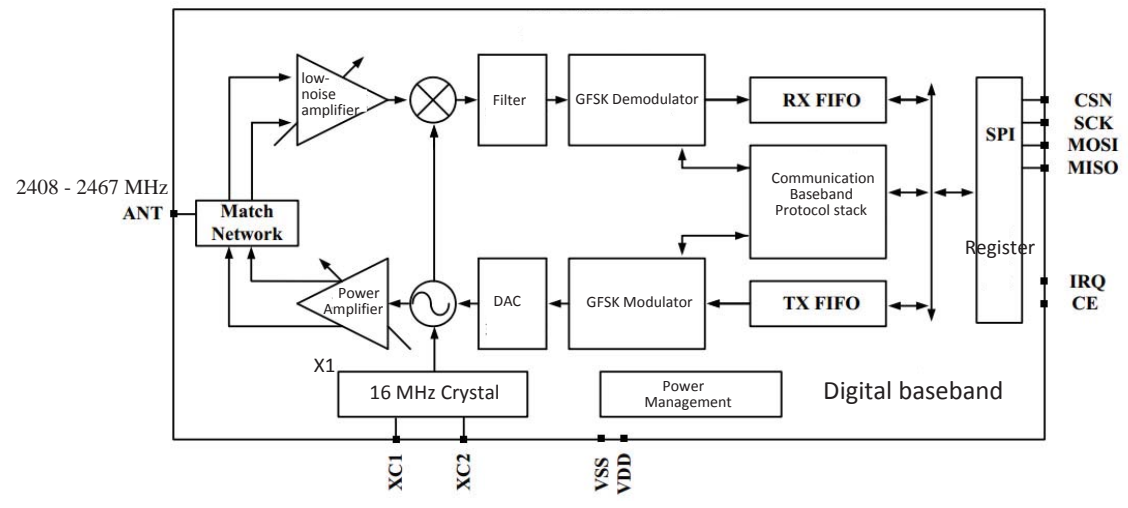 low-
noise
amplifier
Filter
GFSK Demodulator
RX FIFO
SPI
CSN
SCK
MOSI
MISO
2408 - 2467 MHz
ANT
Match
Network
Communication
Baseband
Protocol stack
Register
Power
Amplifier
DAC
GFSK Modulator
TX FIFO
IRQ
CE
X1
16 MHz Crystal
Power
Management
Digital baseband
XC1
XC2
VSS
VDD